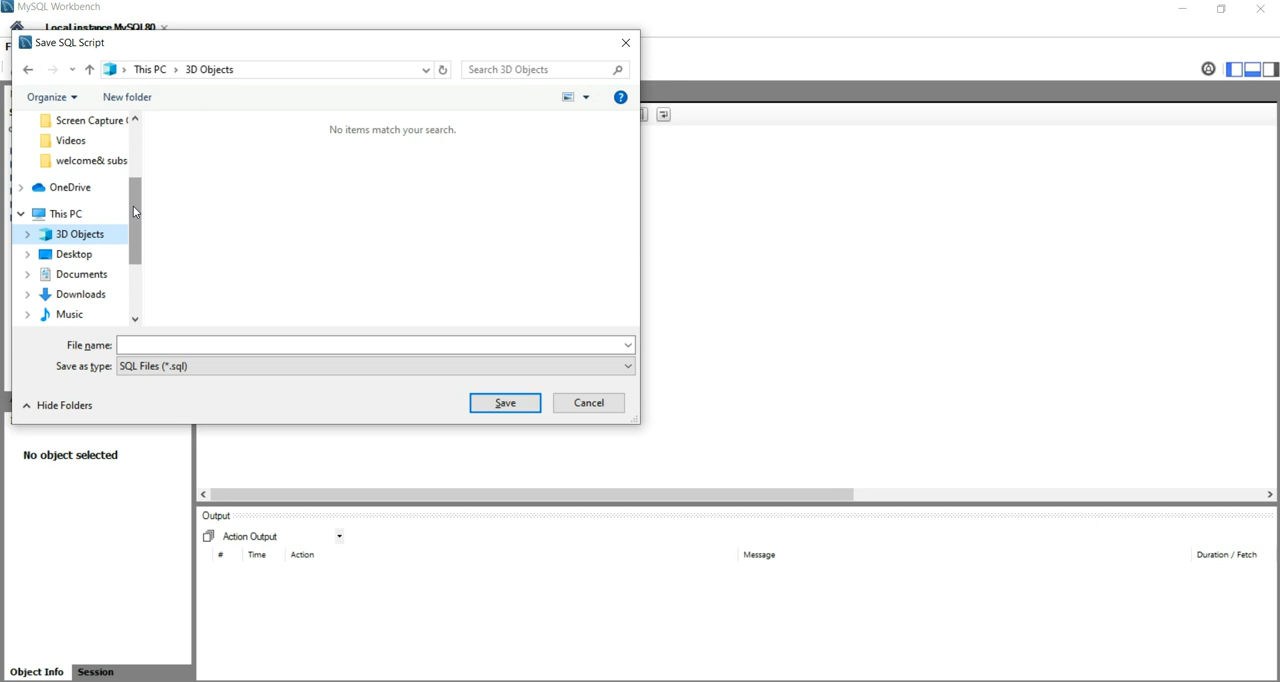 MySQL Workbench
Local instance MySQL80
Save SQL Script
This PC > 3D Objects
Search 3D Objects
Organize
New folder
Screen Capture (
Videos
welcome& subs
OneDrive
This PC
3D Objects
Desktop
Documents
Downloads
Music
No items match your search.
File name:
Save as type: SQL Files (*.sql)
Hide Folders
Save
Cancel
No object selected
Output
Action Output
# Time Action Message Duration / Fetch
Object Info Session